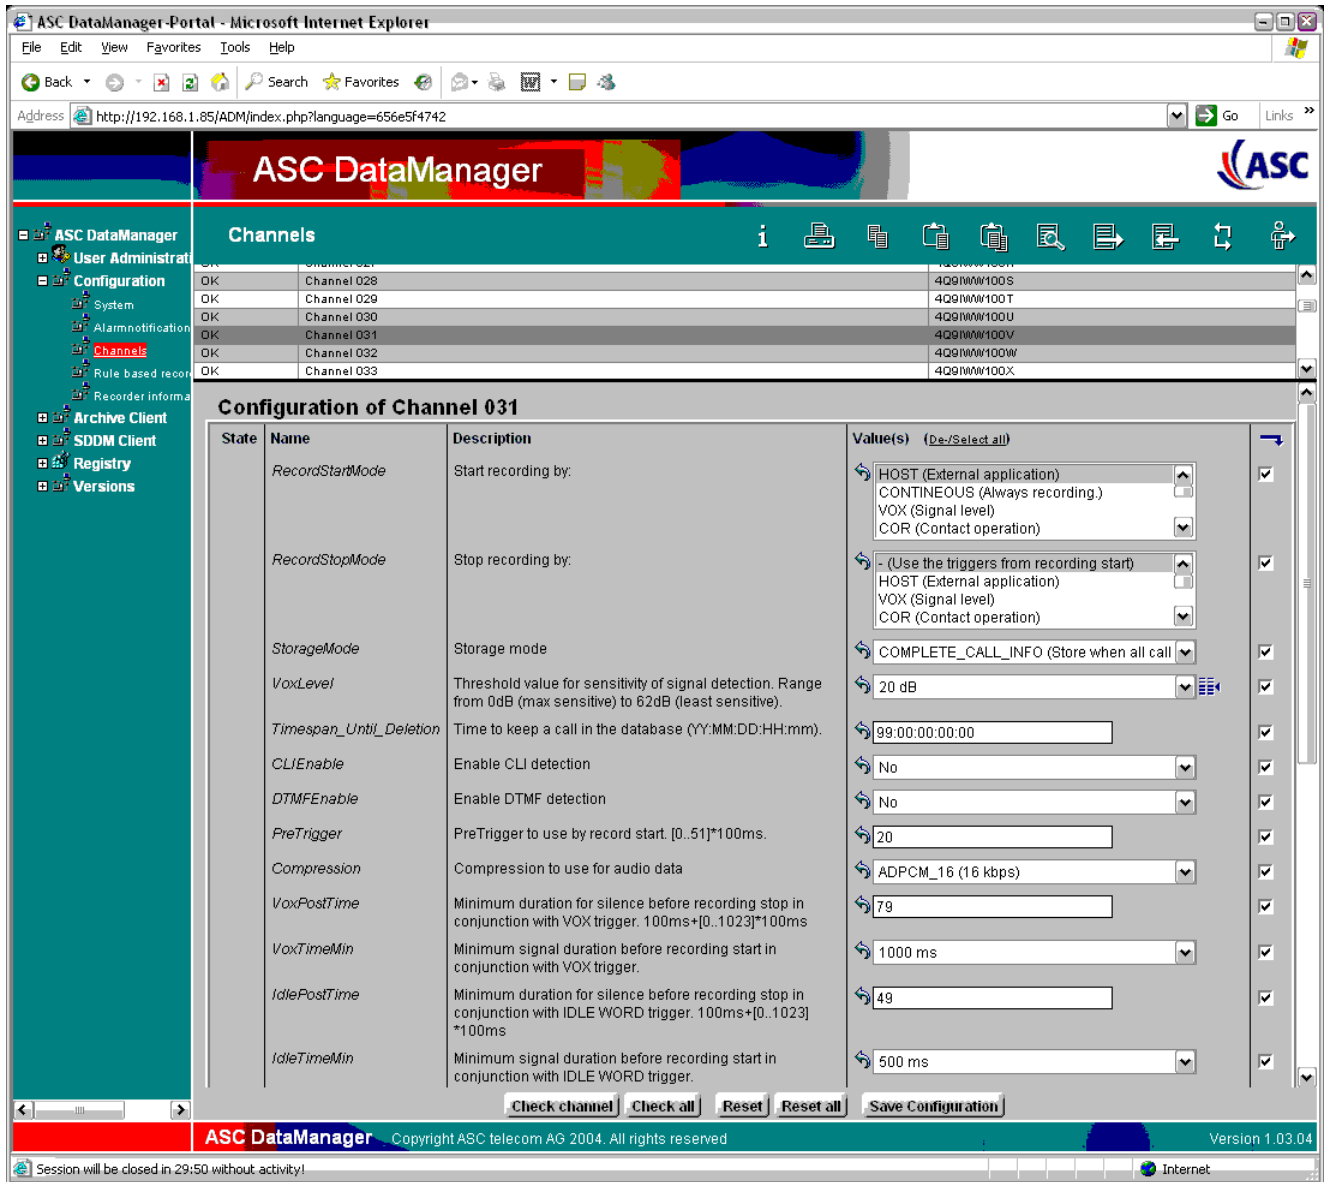 ASC DataManager-Portal - Microsoft Internet Explorer
File Edit View Favorites Tools Help
Back Search Favorites
Address http://192.168.1.85/ADM/index.php?language=656e5f4742 Go Links »
ASC DataManager
ASC
ASC DataManager
User Administrati
Configuration
System
Alarmnotification
Channels
Rule based recor
Recorder informa
Archive Client
SDDM Client
Registry
Versions
Channels
OK Channel 028 4Q9IWW100S
OK Channel 029 4Q9IWW100T
OK Channel 030 4Q9IWW100U
OK Channel 031 4Q9IWW100V
OK Channel 032 4Q9IWW100W
OK Channel 033 4Q9IWW100X
Configuration of Channel 031
State Name Description Value(s) (De-/Select all)
RecordStartMode Start recording by: HOST (External application)
CONTINEOUS (Always recording.)
VOX (Signal level)
COR (Contact operation)
RecordStopMode Stop recording by: - (Use the triggers from recording start)
HOST (External application)
VOX (Signal level)
COR (Contact operation)
StorageMode Storage mode COMPLETE_CALL_INFO (Store when all call
VoxLevel Threshold value for sensitivity of signal detection. Range 20 dB
from 0dB (max sensitive) to 62dB (least sensitive).
Timespan_Until_Deletion Time to keep a call in the database (YY:MM:DD:HH:mm). 99:00:00:00:00
CLIEnable Enable CLI detection No
DTMFEnable Enable DTMF detection No
PreTrigger PreTrigger to use by record start. [0..51]*100ms. 20
Compression Compression to use for audio data ADPCM_16 (16 kbps)
VoxPostTime Minimum duration for silence before recording stop in 79
conjunction with VOX trigger. 100ms+[0..1023]*100ms
VoxTimeMin Minimum signal duration before recording start in 1000 ms
conjunction with VOX trigger.
IdlePostTime Minimum duration for silence before recording stop in 49
conjunction with IDLE WORD trigger. 100ms+[0..1023]
*100ms
IdleTimeMin Minimum signal duration before recording start in 500 ms
conjunction with IDLE WORD trigger.
Check channel Check all Reset Reset all Save Configuration
ASC DataManager Copyright ASC telecom AG 2004. All rights reserved Version 1.03.04
Session will be closed in 29:50 without activity! Internet